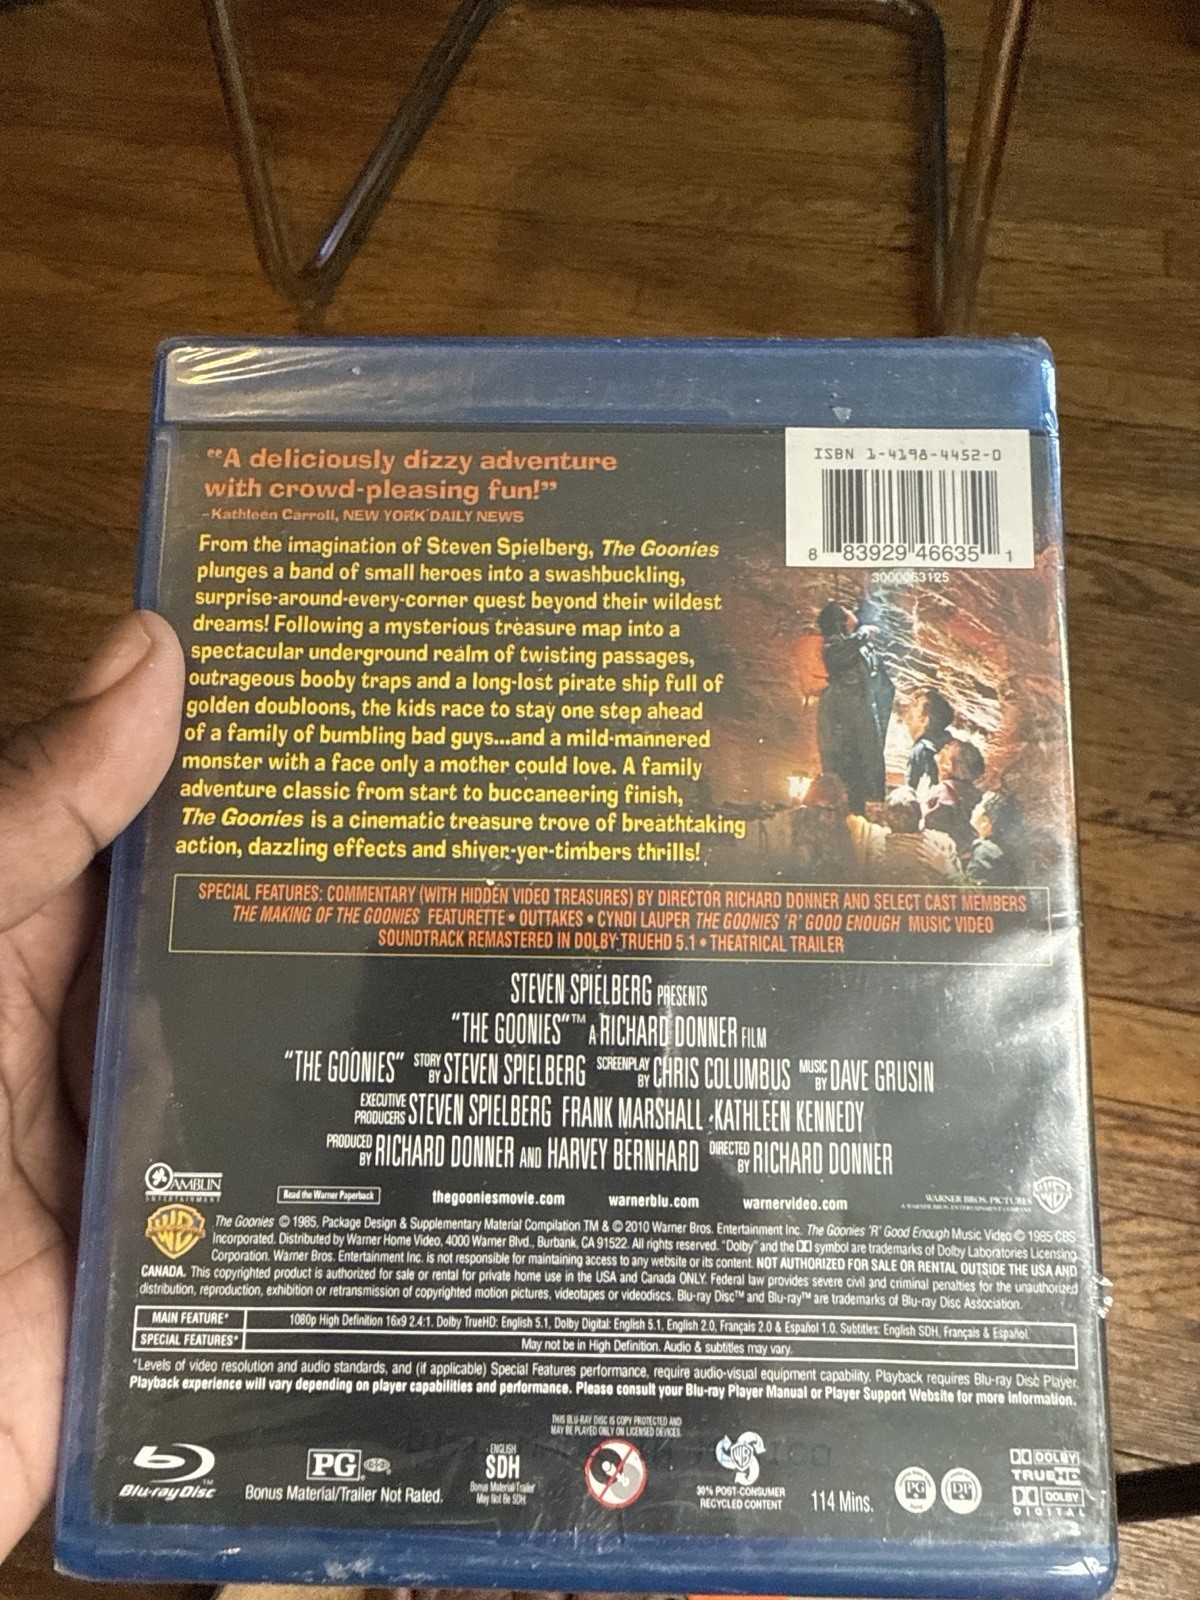 “A deliciously dizzy adventure
with crowd-pleasing fun!”
–Kathleen Carroll, NEW YORK DAILY NEWS
ISBN 1-4198-4452-0
8 83929 46635 1
3000063125
From the imagination of Steven Spielberg, The Goonies
plunges a band of small heroes into a swashbuckling,
surprise-around-every-corner quest beyond their wildest
dreams! Following a mysterious treasure map into a
spectacular underground realm of twisting passages,
outrageous booby traps and a long-lost pirate ship full of
golden doubloons, the kids race to stay one step ahead
of a family of bumbling bad guys...and a mild-mannered
monster with a face only a mother could love. A family
adventure classic from start to buccaneering finish,
The Goonies is a cinematic treasure trove of breathtaking
action, dazzling effects and shiver-yer-timbers thrills!
SPECIAL FEATURES: COMMENTARY (WITH HIDDEN VIDEO TREASURES) BY DIRECTOR RICHARD DONNER AND SELECT CAST MEMBERS
THE MAKING OF THE GOONIES FEATURETTE • OUTTAKES • CYNDI LAUPER THE GOONIES 'R' GOOD ENOUGH MUSIC VIDEO
SOUNDTRACK REMASTERED IN DOLBY TRUEHD 5.1 • THEATRICAL TRAILER
STEVEN SPIELBERG PRESENTS
“THE GOONIES”™ A RICHARD DONNER FILM
“THE GOONIES” STORY BY STEVEN SPIELBERG SCREENPLAY BY CHRIS COLUMBUS MUSIC BY DAVE GRUSIN
EXECUTIVE PRODUCERS STEVEN SPIELBERG FRANK MARSHALL KATHLEEN KENNEDY
PRODUCED BY RICHARD DONNER AND HARVEY BERNHARD DIRECTED BY RICHARD DONNER
AMBLIN
ENTERTAINMENT
Read the Warner Paperback
thegooniesmovie.com warnerblu.com warnervideo.com
WARNER BROS. PICTURES
A WARNER BROS. ENTERTAINMENT COMPANY
The Goonies © 1985, Package Design & Supplementary Material Compilation TM & © 2010 Warner Bros. Entertainment Inc. The Goonies 'R' Good Enough Music Video © 1985 CBS
Incorporated. Distributed by Warner Home Video, 4000 Warner Blvd., Burbank, CA 91522. All rights reserved. “Dolby” and the DD symbol are trademarks of Dolby Laboratories Licensing
Corporation. Warner Bros. Entertainment Inc. is not responsible for maintaining access to any website or its content. NOT AUTHORIZED FOR SALE OR RENTAL OUTSIDE THE USA AND
CANADA. This copyrighted product is authorized for sale or rental for private home use in the USA and Canada ONLY. Federal law provides severe civil and criminal penalties for the unauthorized
distribution, reproduction, exhibition or retransmission of copyrighted motion pictures, videotapes or videodiscs. Blu-ray Disc™ and Blu-ray™ are trademarks of Blu-ray Disc Association.
MAIN FEATURE* 1080p High Definition 16x9 2.4:1. Dolby TrueHD: English 5.1, Dolby Digital: English 5.1, English 2.0, Français 2.0 & Español 1.0. Subtitles: English SDH, Français & Español.
SPECIAL FEATURES* May not be in High Definition. Audio & subtitles may vary.
*Levels of video resolution and audio standards, and (if applicable) Special Features performance, require audio-visual equipment capability. Playback requires Blu-ray Disc Player.
Playback experience will vary depending on player capabilities and performance. Please consult your Blu-ray Player Manual or Player Support Website for more information.
THIS BLU-RAY DISC IS COPY PROTECTED AND
MAY BE PLAYED ONLY ON LICENSED DEVICES.
Blu-ray Disc™
PG
Bonus Material/Trailer Not Rated.
ENGLISH
SDH
Bonus Material/Trailer
May Not Be SDH.
30% POST-CONSUMER
RECYCLED CONTENT
114 Mins.
PG
DP
DOLBY
TRUEHD
DOLBY
DIGITAL